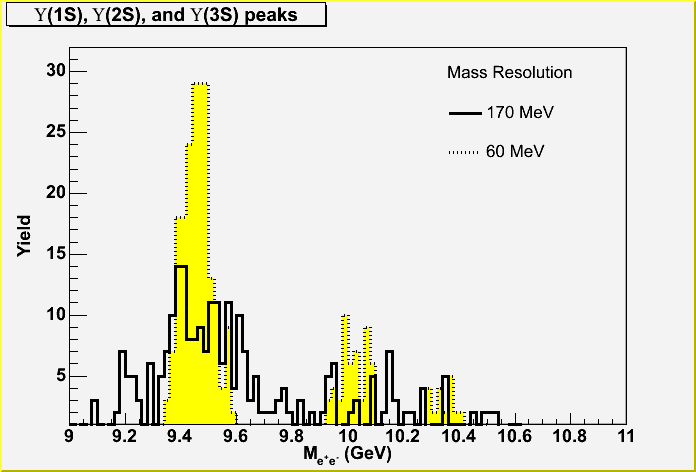 ϒ(1S), ϒ(2S), and ϒ(3S) peaks
Mass Resolution
170 MeV
60 MeV
Yield
30
25
20
15
10
5
9 9.2 9.4 9.6 9.8 10 10.2 10.4 10.6 10.8 11
M_{e⁺e⁻} (GeV)